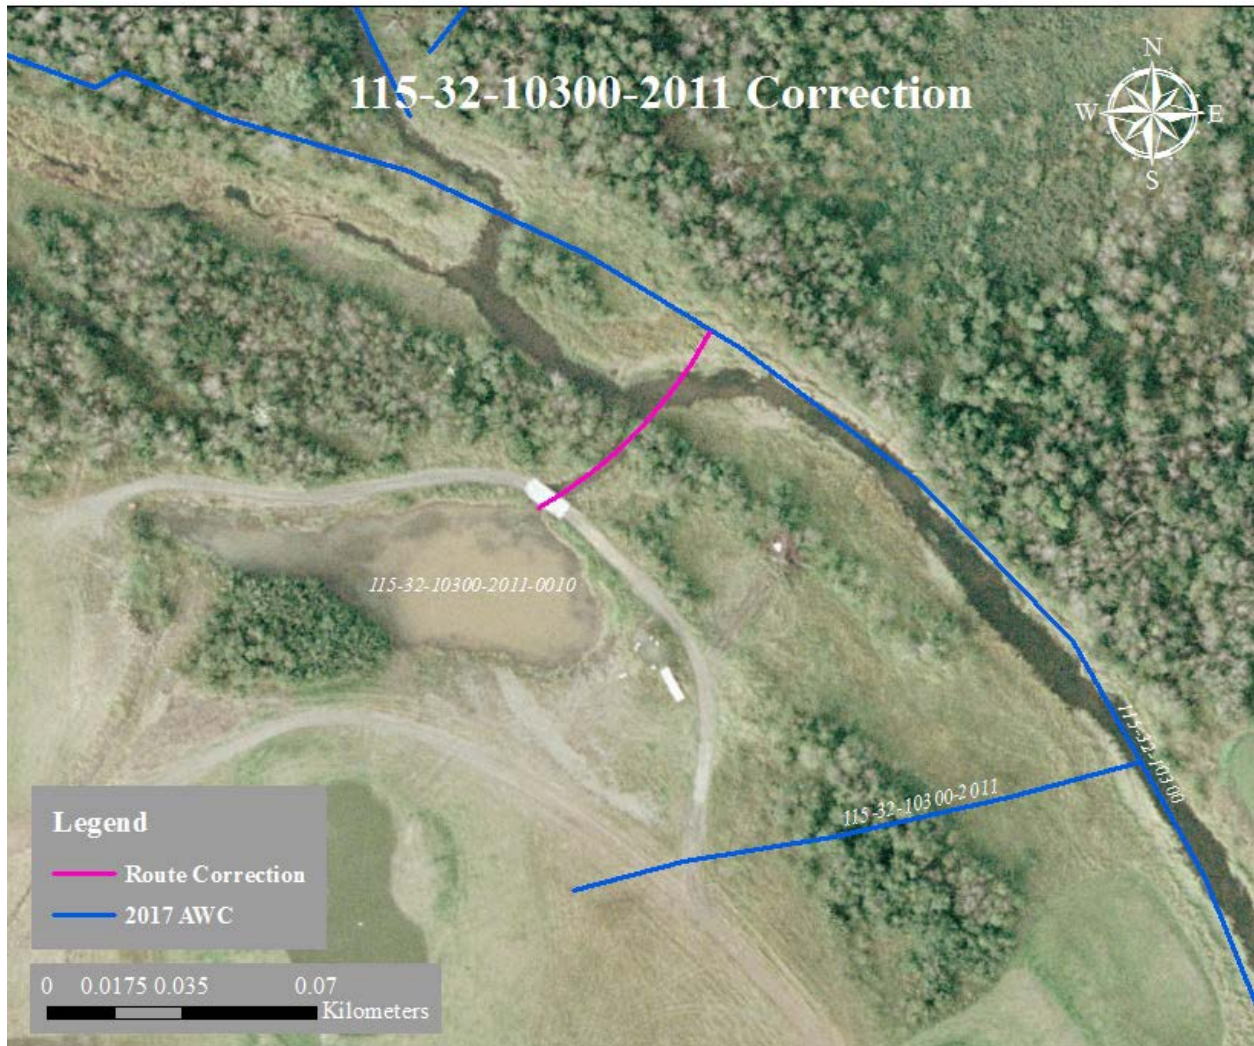 115-32-10300-2011 Correction
N
W E
S
115-32-10300-2011-0010
115-32-10300
115-32-10300-2011
Legend
Route Correction
2017 AWC
0 0.0175 0.035 0.07
Kilometers